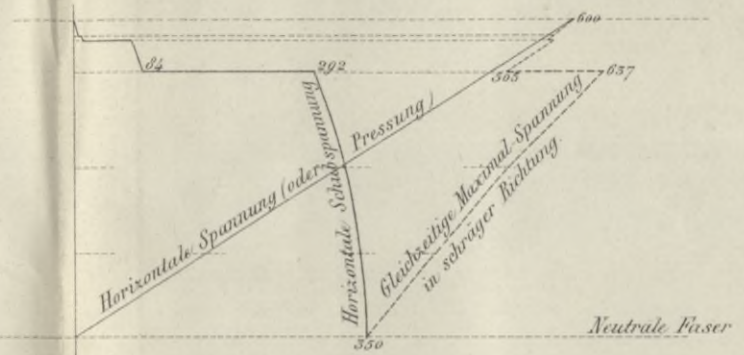 600
84
292
505
637
Horizontale Spannung (oder Pressung)
Horizontale Schubspannung
Gleichzeitige Maximal-Spannung
in schräger Richtung.
Neutrale Faser
350